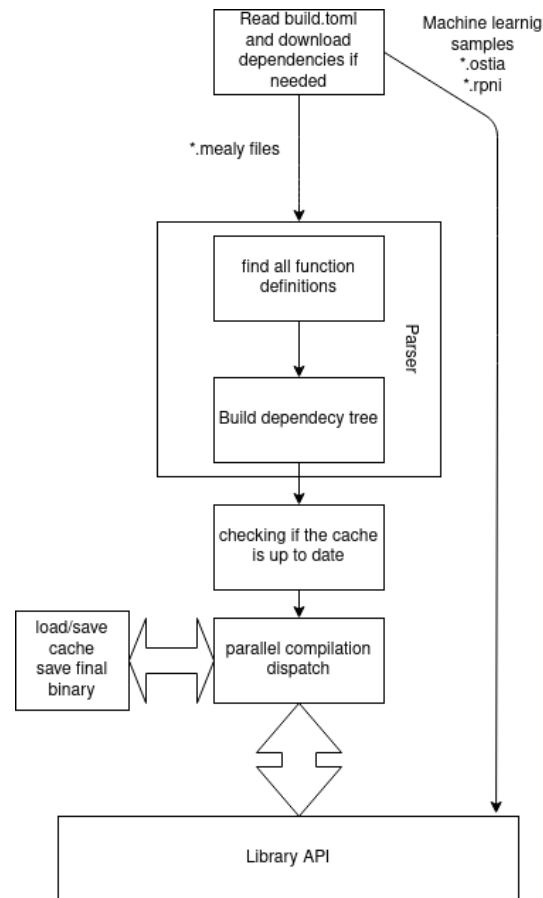 Read build.toml
and download
dependencies if
needed
Machine learnig
samples
*.ostia
*.rpni
*.mealy files
find all function
definitions
Parser
Build dependecy tree
checking if the cache
is up to date
load/save
cache
save final
binary
parallel compilation
dispatch
Library API